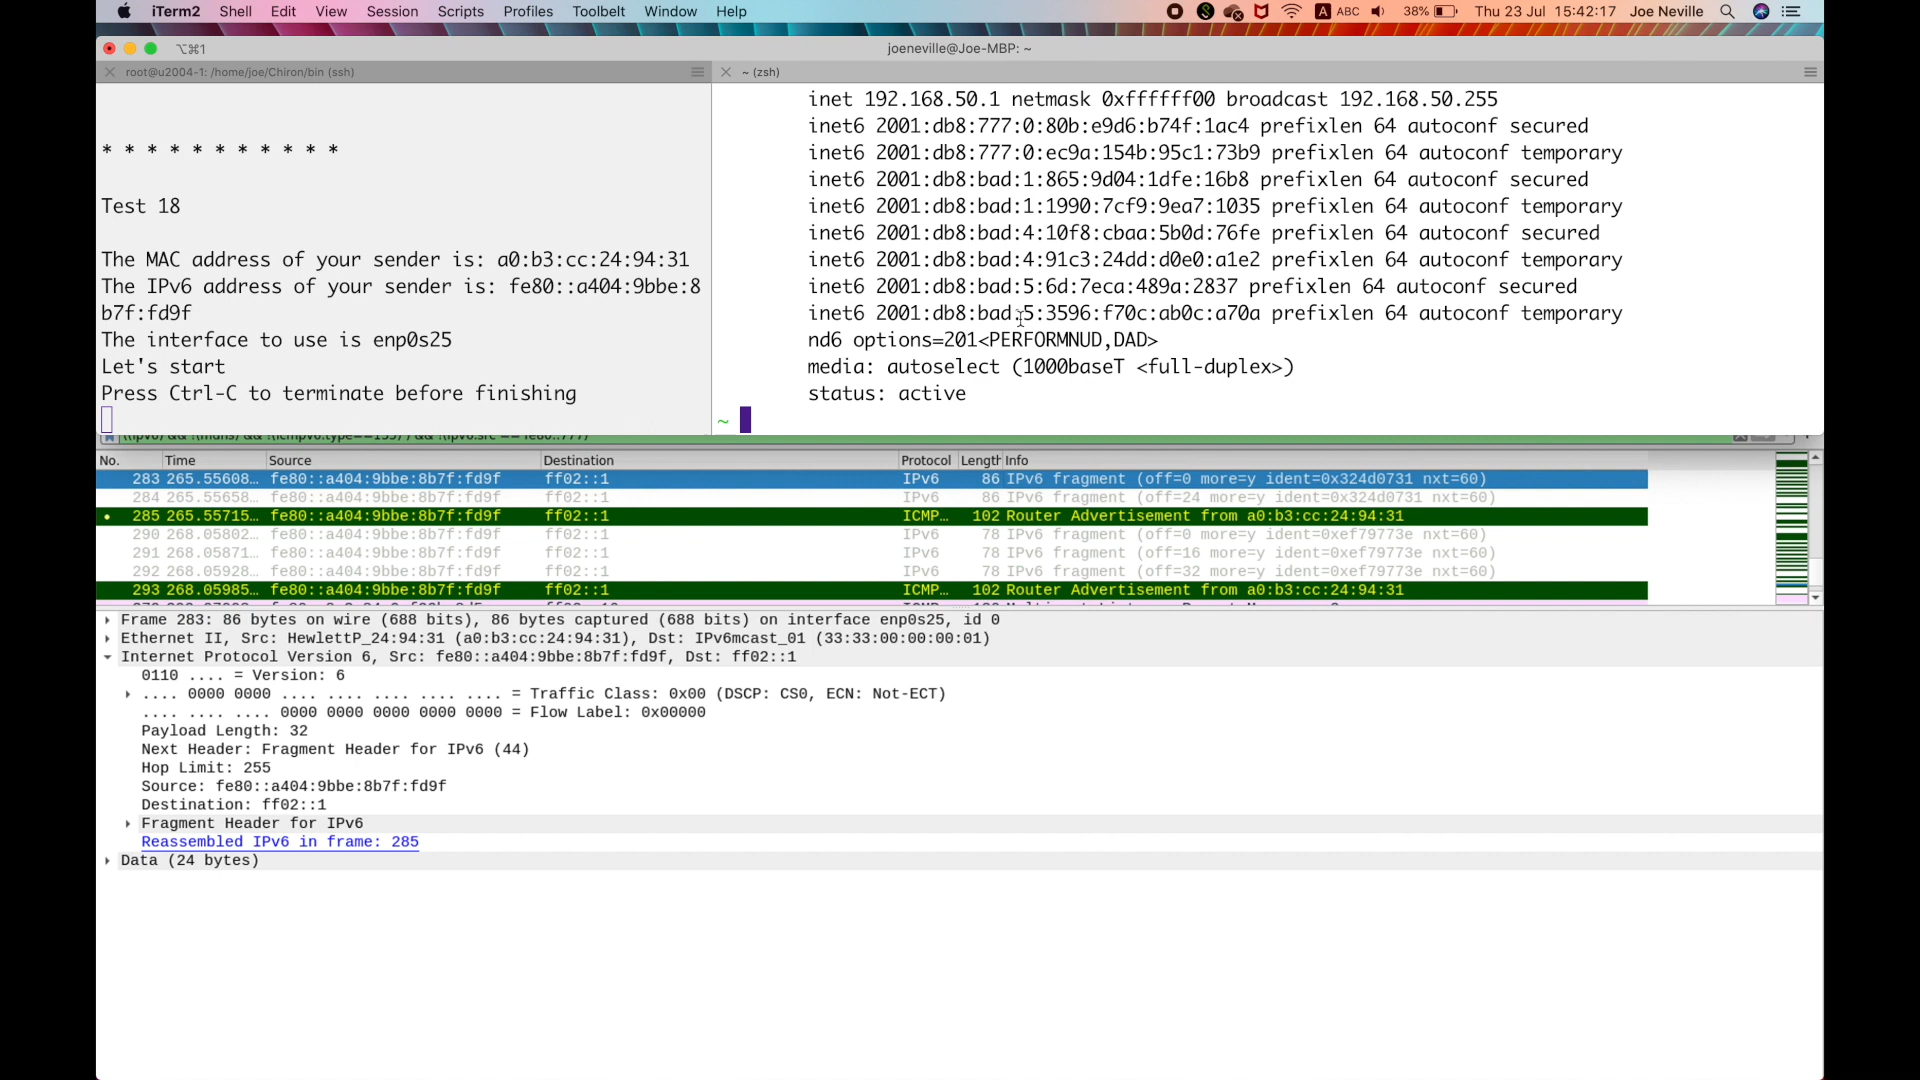 iTerm2 Shell Edit View Session Scripts Profiles Toolbelt Window Help A ABC 38% Thu 23 Jul 15:42:17 Joe Neville
⌥⌘1 joeneville@Joe-MBP: ~
root@u2004-1: /home/joe/Chiron/bin (ssh)
* * * * * * * * * * *
Test 18
The MAC address of your sender is: a0:b3:cc:24:94:31
The IPv6 address of your sender is: fe80::a404:9bbe:8
b7f:fd9f
The interface to use is enp0s25
Let's start
Press Ctrl-C to terminate before finishing
~ (zsh)
inet 192.168.50.1 netmask 0xffffff00 broadcast 192.168.50.255
inet6 2001:db8:777:0:80b:e9d6:b74f:1ac4 prefixlen 64 autoconf secured
inet6 2001:db8:777:0:ec9a:154b:95c1:73b9 prefixlen 64 autoconf temporary
inet6 2001:db8:bad:1:865:9d04:1dfe:16b8 prefixlen 64 autoconf secured
inet6 2001:db8:bad:1:1990:7cf9:9ea7:1035 prefixlen 64 autoconf temporary
inet6 2001:db8:bad:4:10f8:cbaa:5b0d:76fe prefixlen 64 autoconf secured
inet6 2001:db8:bad:4:91c3:24dd:d0e0:a1e2 prefixlen 64 autoconf temporary
inet6 2001:db8:bad:5:6d:7eca:489a:2837 prefixlen 64 autoconf secured
inet6 2001:db8:bad:5:3596:f70c:ab0c:a70a prefixlen 64 autoconf temporary
nd6 options=201<PERFORMNUD,DAD>
media: autoselect (1000baseT <full-duplex>)
status: active
~
No. Time Source Destination Protocol Length Info
283 265.55608… fe80::a404:9bbe:8b7f:fd9f ff02::1 IPv6 86 IPv6 fragment (off=0 more=y ident=0x324d0731 nxt=60)
284 265.55658… fe80::a404:9bbe:8b7f:fd9f ff02::1 IPv6 86 IPv6 fragment (off=24 more=y ident=0x324d0731 nxt=60)
285 265.55715… fe80::a404:9bbe:8b7f:fd9f ff02::1 ICMP… 102 Router Advertisement from a0:b3:cc:24:94:31
290 268.05802… fe80::a404:9bbe:8b7f:fd9f ff02::1 IPv6 78 IPv6 fragment (off=0 more=y ident=0xef79773e nxt=60)
291 268.05871… fe80::a404:9bbe:8b7f:fd9f ff02::1 IPv6 78 IPv6 fragment (off=16 more=y ident=0xef79773e nxt=60)
292 268.05928… fe80::a404:9bbe:8b7f:fd9f ff02::1 IPv6 78 IPv6 fragment (off=32 more=y ident=0xef79773e nxt=60)
293 268.05985… fe80::a404:9bbe:8b7f:fd9f ff02::1 ICMP… 102 Router Advertisement from a0:b3:cc:24:94:31
Frame 283: 86 bytes on wire (688 bits), 86 bytes captured (688 bits) on interface enp0s25, id 0
Ethernet II, Src: HewlettP_24:94:31 (a0:b3:cc:24:94:31), Dst: IPv6mcast_01 (33:33:00:00:00:01)
Internet Protocol Version 6, Src: fe80::a404:9bbe:8b7f:fd9f, Dst: ff02::1
0110 .... = Version: 6
.... 0000 0000 .... .... .... .... .... = Traffic Class: 0x00 (DSCP: CS0, ECN: Not-ECT)
.... .... .... 0000 0000 0000 0000 0000 = Flow Label: 0x00000
Payload Length: 32
Next Header: Fragment Header for IPv6 (44)
Hop Limit: 255
Source: fe80::a404:9bbe:8b7f:fd9f
Destination: ff02::1
Fragment Header for IPv6
Reassembled IPv6 in frame: 285
Data (24 bytes)